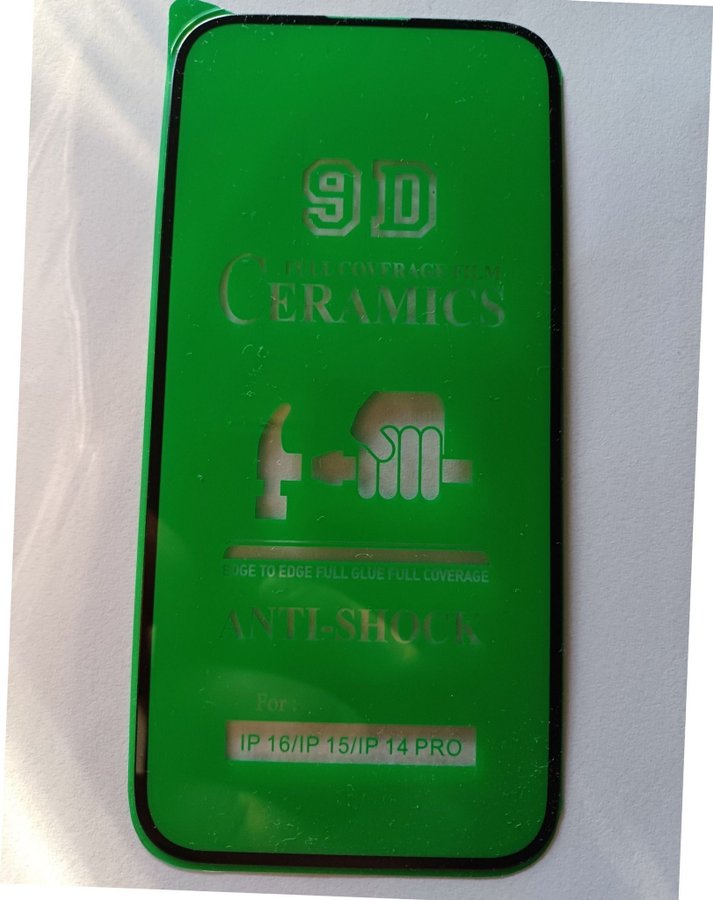 9D
FULL COVERAGE FILM
CERAMICS
EDGE TO EDGE FULL GLUE FULL COVERAGE
ANTI-SHOCK
For :
IP 16/IP 15/IP 14 PRO